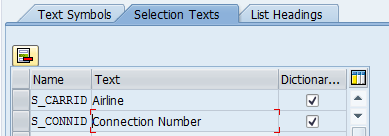 Text Symbols Selection Texts List Headings
Name Text Dictionar...
S_CARRID Airline
S_CONNID Connection Number